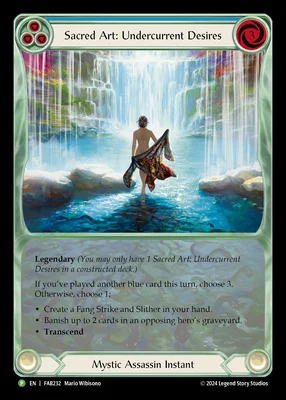 Sacred Art: Undercurrent Desires
Legendary (You may only have 1 Sacred Art: Undercurrent
Desires in a constructed deck.)
If you've played another blue card this turn, choose 3.
Otherwise, choose 1;
• Create a Fang Strike and Slither in your hand.
• Banish up to 2 cards in an opposing hero's graveyard.
• Transcend
Mystic Assassin Instant
P EN | FAB232 Mario Wibisono
© 2024 Legend Story Studios